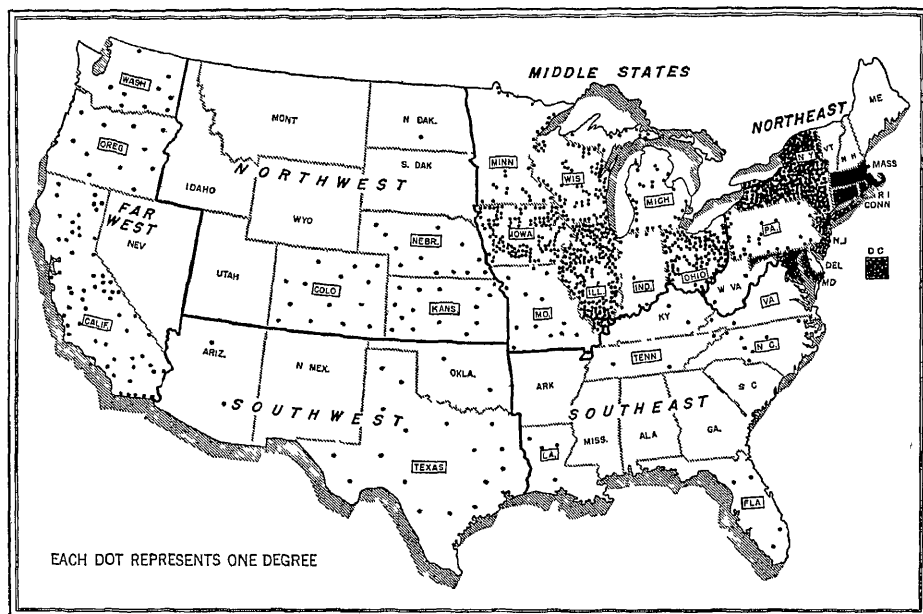 MIDDLE STATES
NORTHEAST
ME
WASH.
MONT
N DAK.
MINN
VT
N H
N Y
MASS
OREG
S. DAK
WIS
MICH
R I
CONN
IDAHO
NORTHWEST
WYO
FAR WEST
NEV
NEBR.
IOWA
PA.
N.J
D C
UTAH
COLO
KANS
MO.
ILL
IND.
OHIO
W VA
DEL
MD
VA.
KY
CALIF.
ARIZ.
N MEX.
OKLA.
ARK
TENN
N C.
SOUTHWEST
SOUTHEAST
S C
MISS.
ALA
GA.
TEXAS
LA.
FLA
EACH DOT REPRESENTS ONE DEGREE